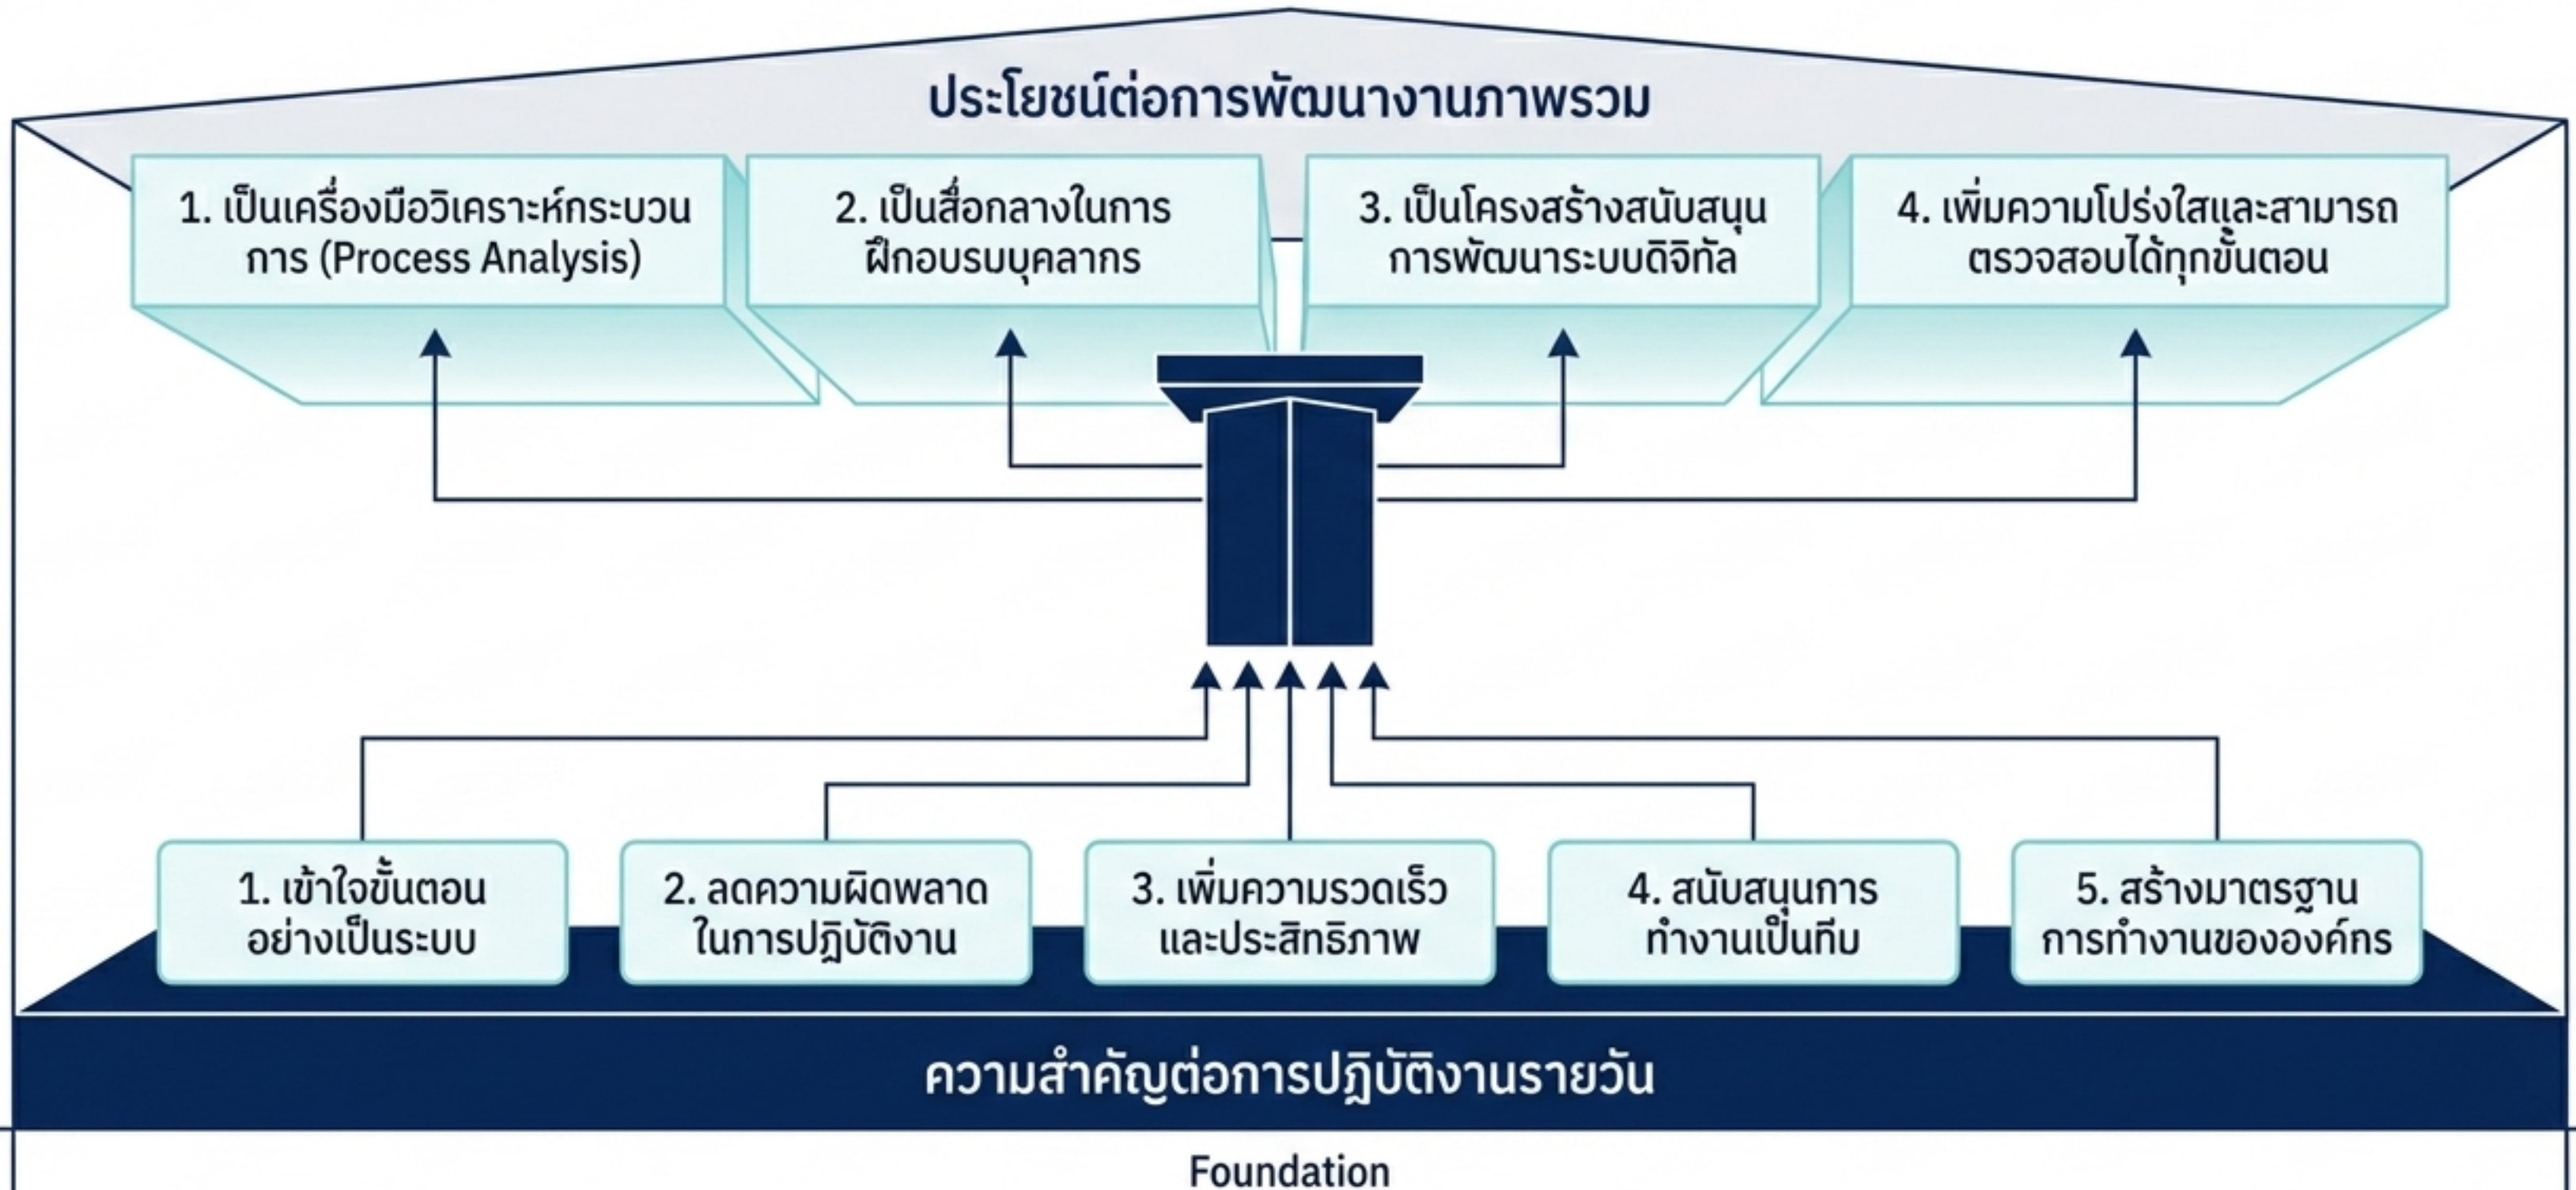 ประโยชน์ต่อการพัฒนางานภาพรวม
1. เป็นเครื่องมือวิเคราะห์กระบวน
การ (Process Analysis)
2. เป็นสื่อกลางในการ
ฝึกอบรมบุคลากร
3. เป็นโครงสร้างสนับสนุน
การพัฒนาระบบดิจิทัล
4. เพิ่มความโปร่งใสและสามารถ
ตรวจสอบได้ทุกขั้นตอน
1. เข้าใจขั้นตอน
อย่างเป็นระบบ
2. ลดความผิดพลาด
ในการปฏิบัติงาน
3. เพิ่มความรวดเร็ว
และประสิทธิภาพ
4. สนับสนุนการ
ทำงานเป็นทีม
5. สร้างมาตรฐาน
การทำงานขององค์กร
ความสำคัญต่อการปฏิบัติงานรายวัน
Foundation